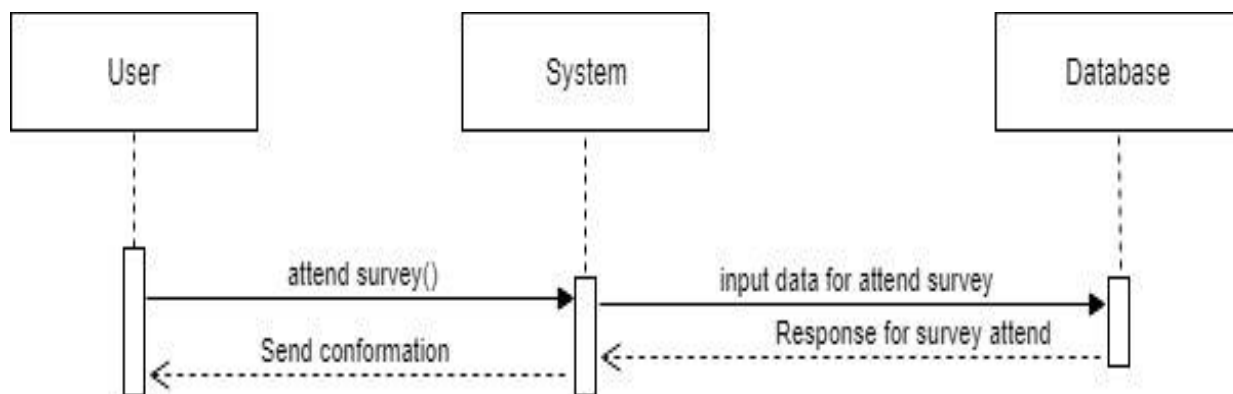 User
System
Database
attend survey()
input data for attend survey
Response for survey attend
Send conformation